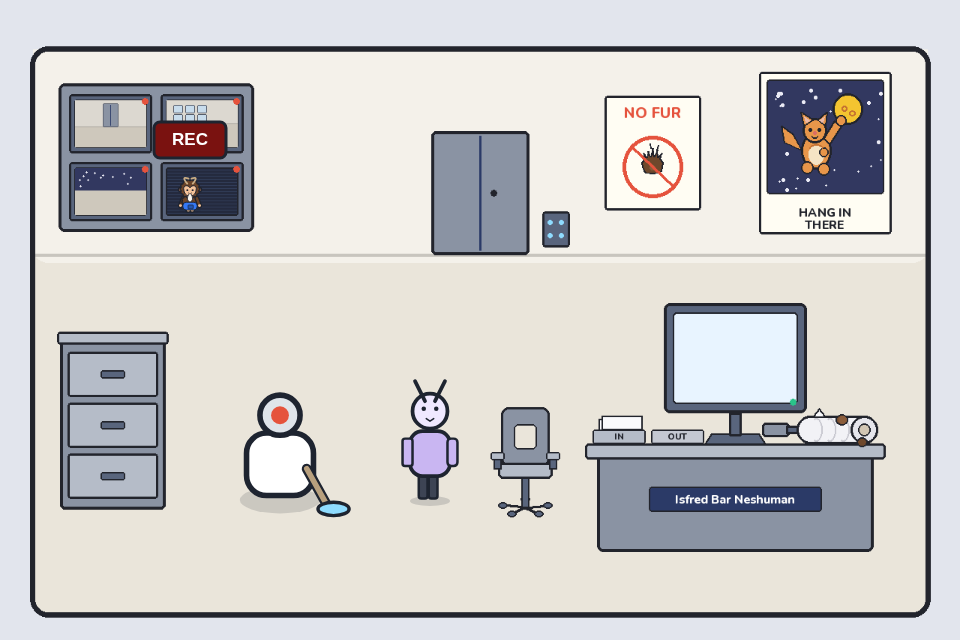 REC
NO FUR
HANG IN
THERE
IN
OUT
Isfred Bar Neshuman